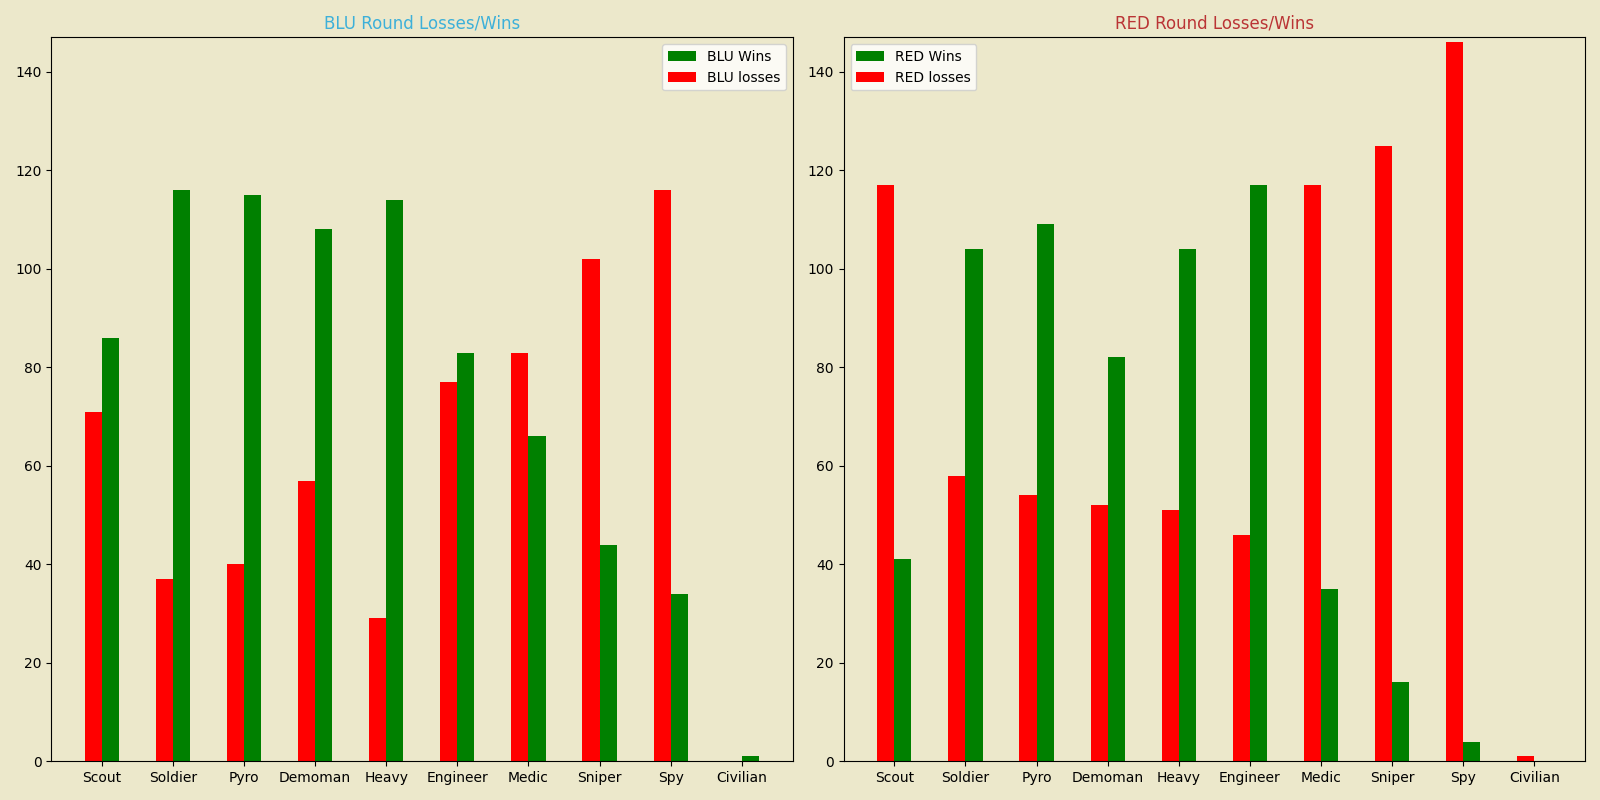 BLU Round Losses/Wins
BLU Wins
BLU losses
140
120
100
80
60
40
20
0
Scout Soldier Pyro Demoman Heavy Engineer Medic Sniper Spy Civilian
RED Round Losses/Wins
RED Wins
RED losses
140
120
100
80
60
40
20
0
Scout Soldier Pyro Demoman Heavy Engineer Medic Sniper Spy Civilian